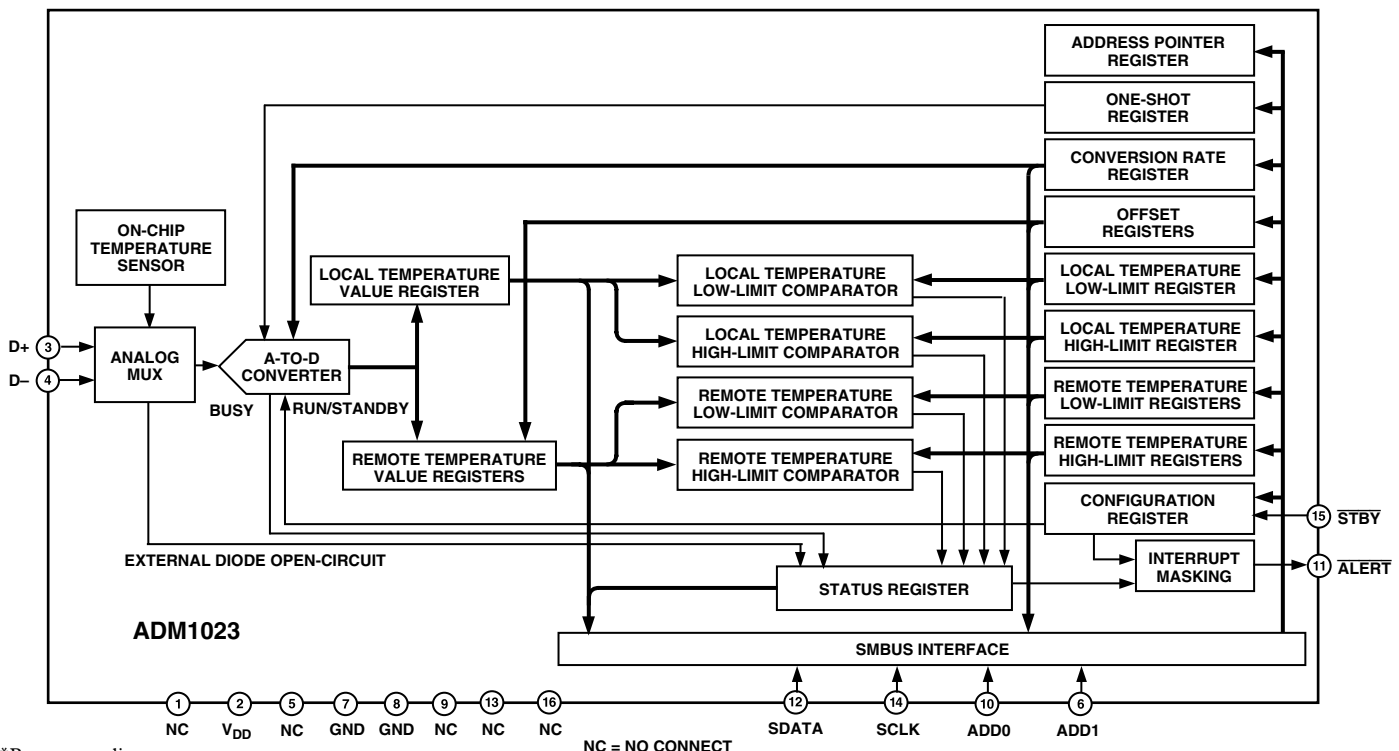 ADDRESS POINTER
REGISTER
ONE-SHOT
REGISTER
CONVERSION RATE
REGISTER
ON-CHIP
TEMPERATURE
SENSOR
OFFSET
REGISTERS
LOCAL TEMPERATURE
VALUE REGISTER
LOCAL TEMPERATURE
LOW-LIMIT COMPARATOR
LOCAL TEMPERATURE
LOW-LIMIT REGISTER
D+ 3
D– 4
ANALOG
MUX
A-TO-D
CONVERTER
LOCAL TEMPERATURE
HIGH-LIMIT COMPARATOR
LOCAL TEMPERATURE
HIGH-LIMIT REGISTER
BUSY
RUN/STANDBY
REMOTE TEMPERATURE
LOW-LIMIT COMPARATOR
REMOTE TEMPERATURE
LOW-LIMIT REGISTERS
REMOTE TEMPERATURE
VALUE REGISTERS
REMOTE TEMPERATURE
HIGH-LIMIT COMPARATOR
REMOTE TEMPERATURE
HIGH-LIMIT REGISTERS
CONFIGURATION
REGISTER
15 STBY
EXTERNAL DIODE OPEN-CIRCUIT
INTERRUPT
MASKING
11 ALERT
STATUS REGISTER
ADM1023
SMBUS INTERFACE
1 2 5 7 8 9 13 16 12 14 10 6
NC VDD NC GND GND NC NC NC SDATA SCLK ADD0 ADD1
NC = NO CONNECT